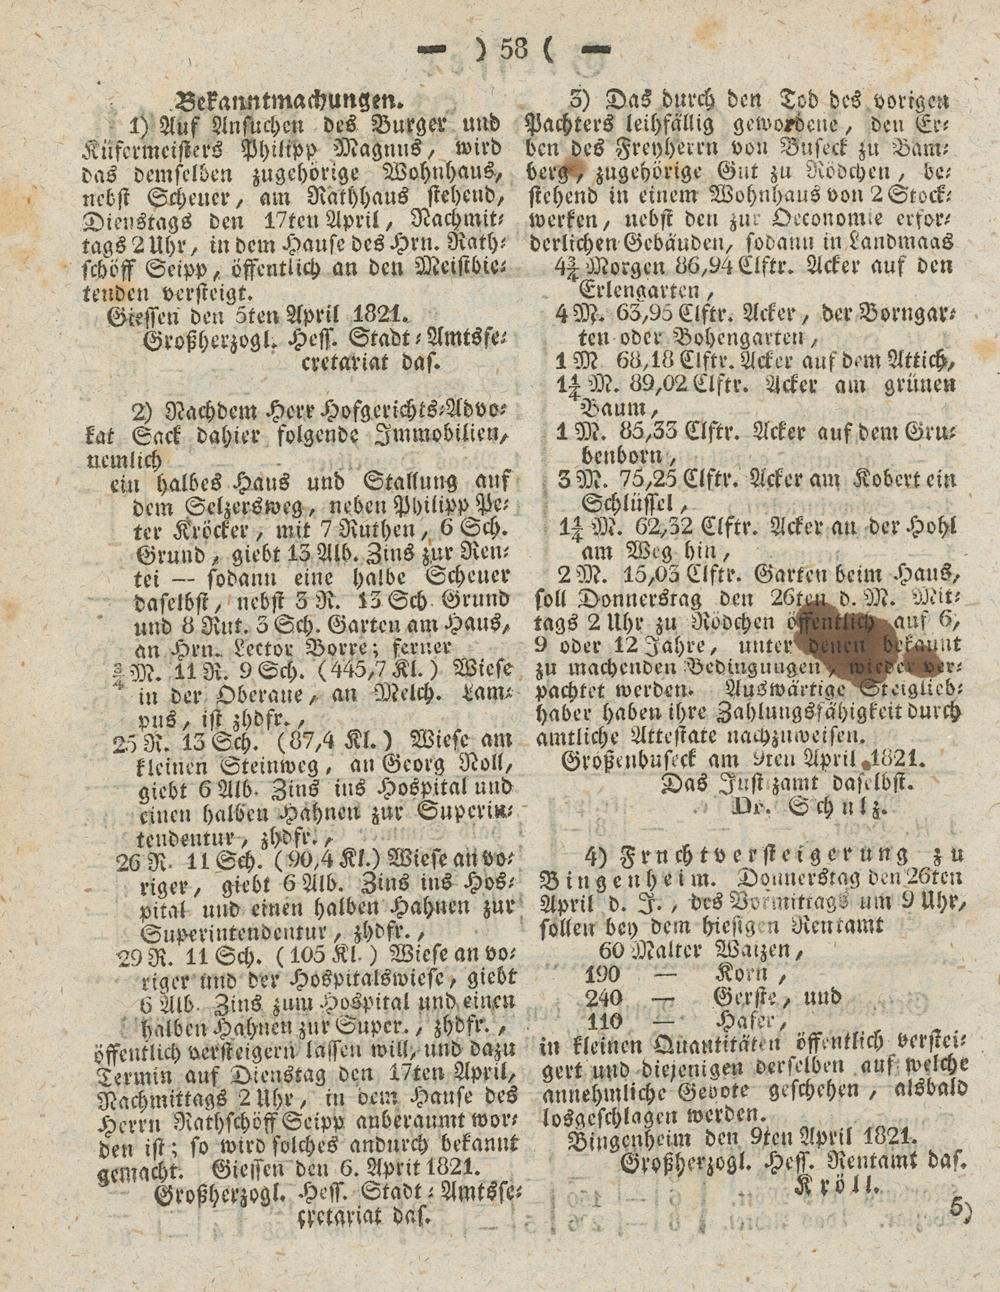 — ) 58 ( —
Bekanntmachungen.
1) Auf Ansuchen des Burger und
Küfermeisters Philipp Magnus, wird
das demselben zugehörige Wohnhaus,
nebst Scheuer, am Rathhaus stehend,
Dienstags den 17ten April, Nachmit-
tags 2 Uhr, in dem Hause des Hrn. Rath-
schöff Seipp, öffentlich an den Meistbie-
tenden versteigt.
Giessen den 5ten April 1821.
Großherzogl. Hess. Stadt-Amtsse-
cretariat das.
2) Nachdem Herr Hofgerichts-Advo-
kat Sack dahier folgende Immobilien,
nemlich
ein halbes Haus und Stallung auf
dem Selzersweg, neben Philipp Pe-
ter Kröcker, mit 7 Ruthen, 6 Sch.
Grund, giebt 13 Alb. Zins zur Ren-
tei — sodann eine halbe Scheuer
daselbst, nebst 3 R. 13 Sch Grund
und 8 Rut. 3 Sch. Garten am Haus,
an Hrn. Lector Borre; ferner
¾ M. 11 R. 9 Sch. (445,7 Kl.) Wiese
in der Oberaue, an Melch. Lam-
pus, ist zhdfr.,
25 R. 13 Sch. (87,4 Kl.) Wiese am
kleinen Steinweg, an Georg Noll,
giebt 6 Alb. Zins ins Hospital und
einen halben Hahnen zur Superin-
tendentur, zhdfr.,
26 R. 11 Sch. (90,4 Kl.) Wiese an vo-
riger, giebt 6 Alb. Zins ins Hos-
pital und einen halben Hahnen zur
Superintendentur, zhdfr.,
29 R. 11 Sch. (105 Kl.) Wiese an vo-
riger und der Hospitalswiese, giebt
6 Alb. Zins zum Hospital und einen
halben Hahnen zur Super., zhdfr.,
öffentlich versteigern lassen will, und dazu
Termin auf Dienstag den 17ten April,
Nachmittags 2 Uhr, in dem Hause des
Herrn Rathschöff Seipp anberaumt wor-
den ist; so wird solches andurch bekannt
gemacht. Giessen den 6. Aprit 1821.
Großherzogl. Hess. Stadt-Amtsse-
cretariat das.
3) Das durch den Tod des vorigen
Pachters leihfällig gewordene, den Er-
ben des Freyherrn von Buseck zu Bam-
berg, zugehörige Gut zu Rödchen, be-
stehend in einem Wohnhaus von 2 Stock-
werken, nebst den zur Oeconomie erfor-
derlichen Gebäuden, sodann in Landmaas
4¾ Morgen 86,94 Clftr. Acker auf den
Erlengarten,
4 M. 63,95 Clftr. Acker, der Borngar-
ten oder Bohengarten,
1 M. 68,18 Clftr. Acker auf dem Attich,
1¼ M. 89,02 Clftr. Acker am grünen
Baum,
1 M. 85,33 Clftr. Acker auf dem Gru-
benborn,
3 M. 75,25 Clftr. Acker am Kobert ein
Schlüssel,
1¼ M. 62,32 Clftr. Acker an der Hohl
am Weg hin,
2 M. 15,03 Clftr. Garten beim Haus,
soll Donnerstag den 26ten d. M. Mit-
tags 2 Uhr zu Rödchen öffentlich auf 6,
9 oder 12 Jahre, unter denen bekannt
zu machenden Bedingungen, wieder ver-
pachtet werden. Auswärtige Steiglieb-
haber haben ihre Zahlungsfähigkeit durch
amtliche Attestate nachzuweisen.
Großenbuseck am 9ten April 1821.
Das Justizamt daselbst.
Dr. Schulz.
4) Fruchtversteigerung zu
Bingenheim. Donnerstag den 26ten
April d. J., des Vormittags um 9 Uhr,
sollen bey dem hiesigen Rentamt
60 Malter Waizen,
190 — Korn,
240 — Gerste, und
110 — Hafer,
in kleinen Quantitäten öffentlich verstei-
gert und diejenigen derselben auf welche
annehmliche Gebote geschehen, alsbald
losgeschlagen werden.
Bingenheim den 9ten April 1821.
Großherzogl. Hess. Rentamt das.
Kröll.
5)